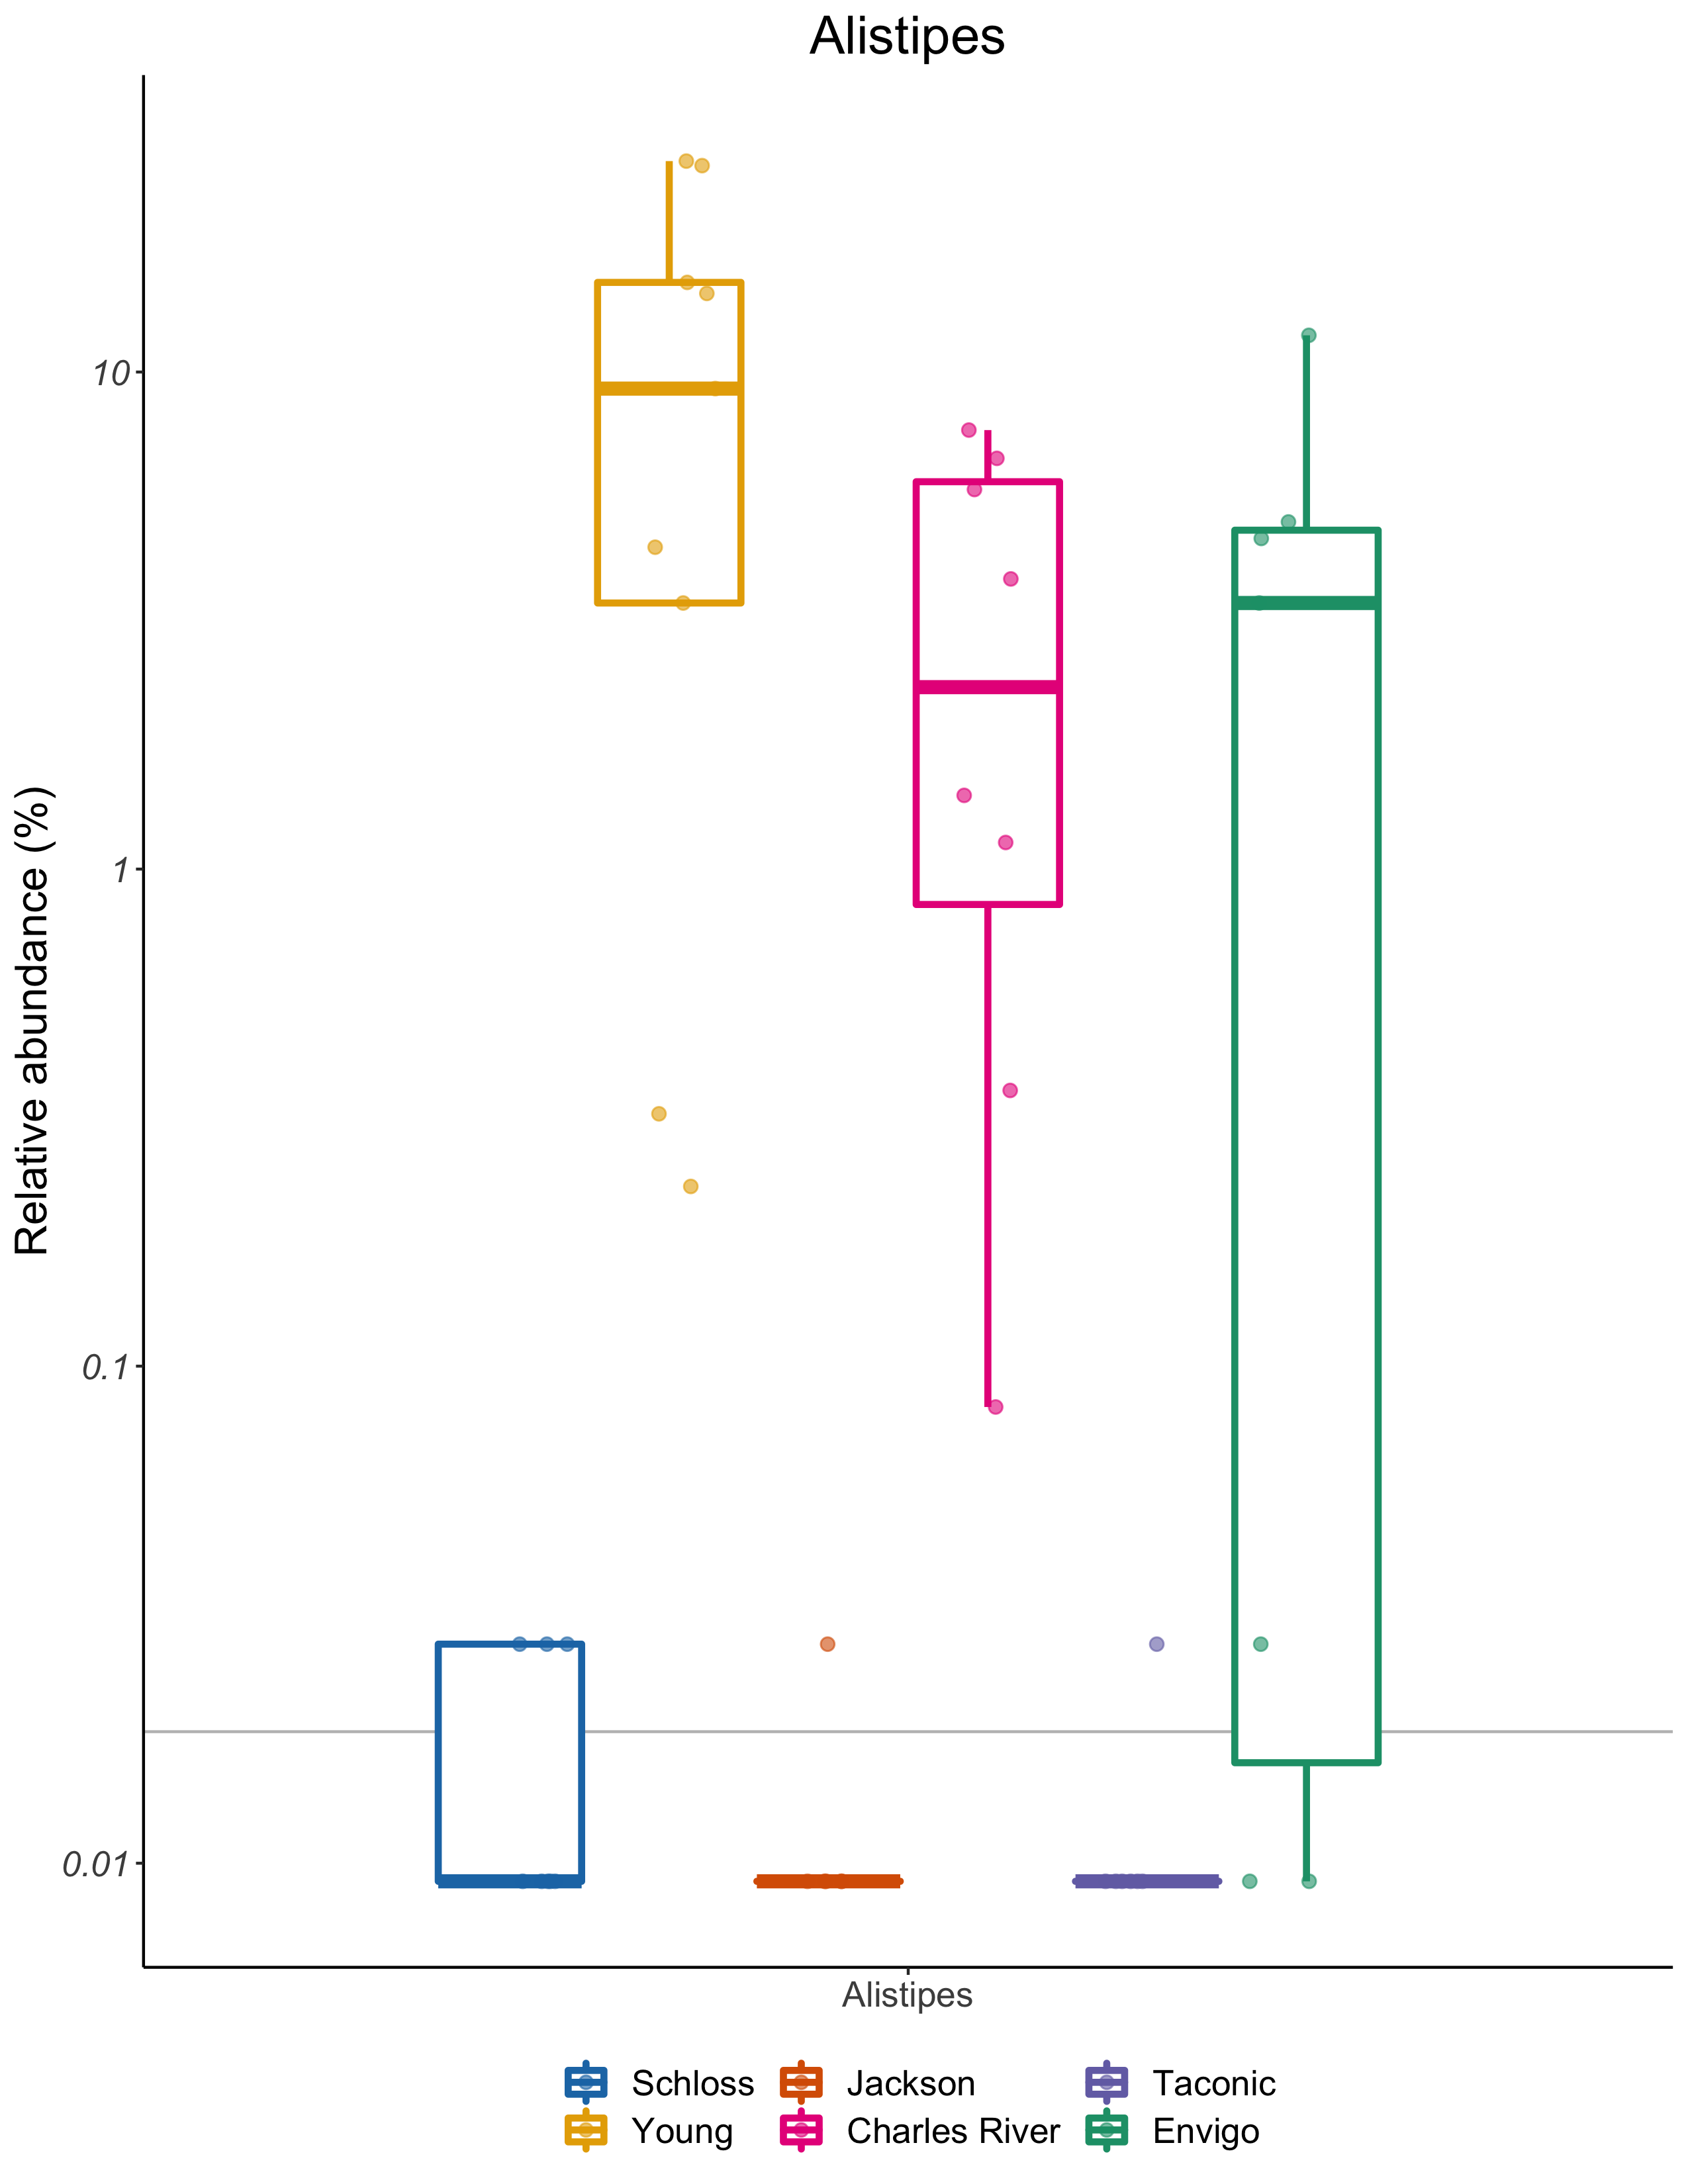 Alistipes
Relative abundance (%)
10
1
0.1
0.01
Alistipes
Schloss Jackson Taconic
Young Charles River Envigo